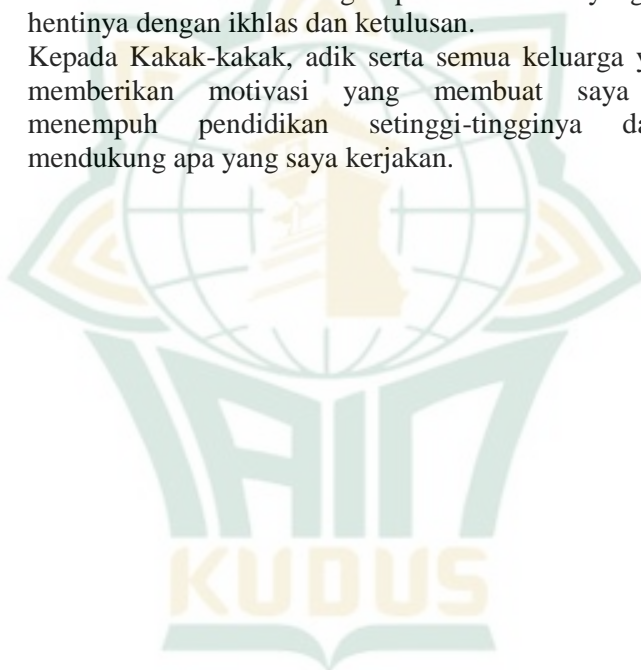 hentinya dengan ikhlas dan ketulusan.
Kepada Kakak-kakak, adik serta semua keluarga
memberikan motivasi yang membuat saya
menempuh pendidikan setinggi-tingginya
mendukung apa yang saya kerjakan.
IAIN
KUDUS